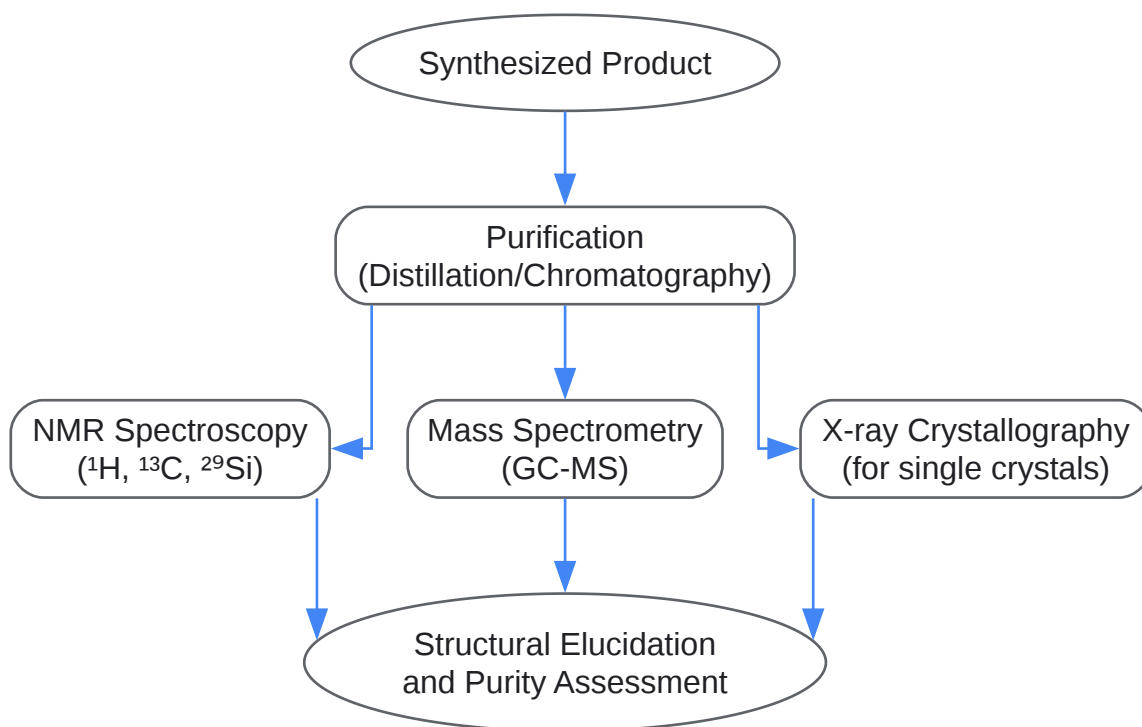 Synthesized Product
Purification
(Distillation/Chromatography)
NMR Spectroscopy
(¹H, ¹³C, ²⁹Si)
Mass Spectrometry
(GC-MS)
X-ray Crystallography
(for single crystals)
Structural Elucidation
and Purity Assessment